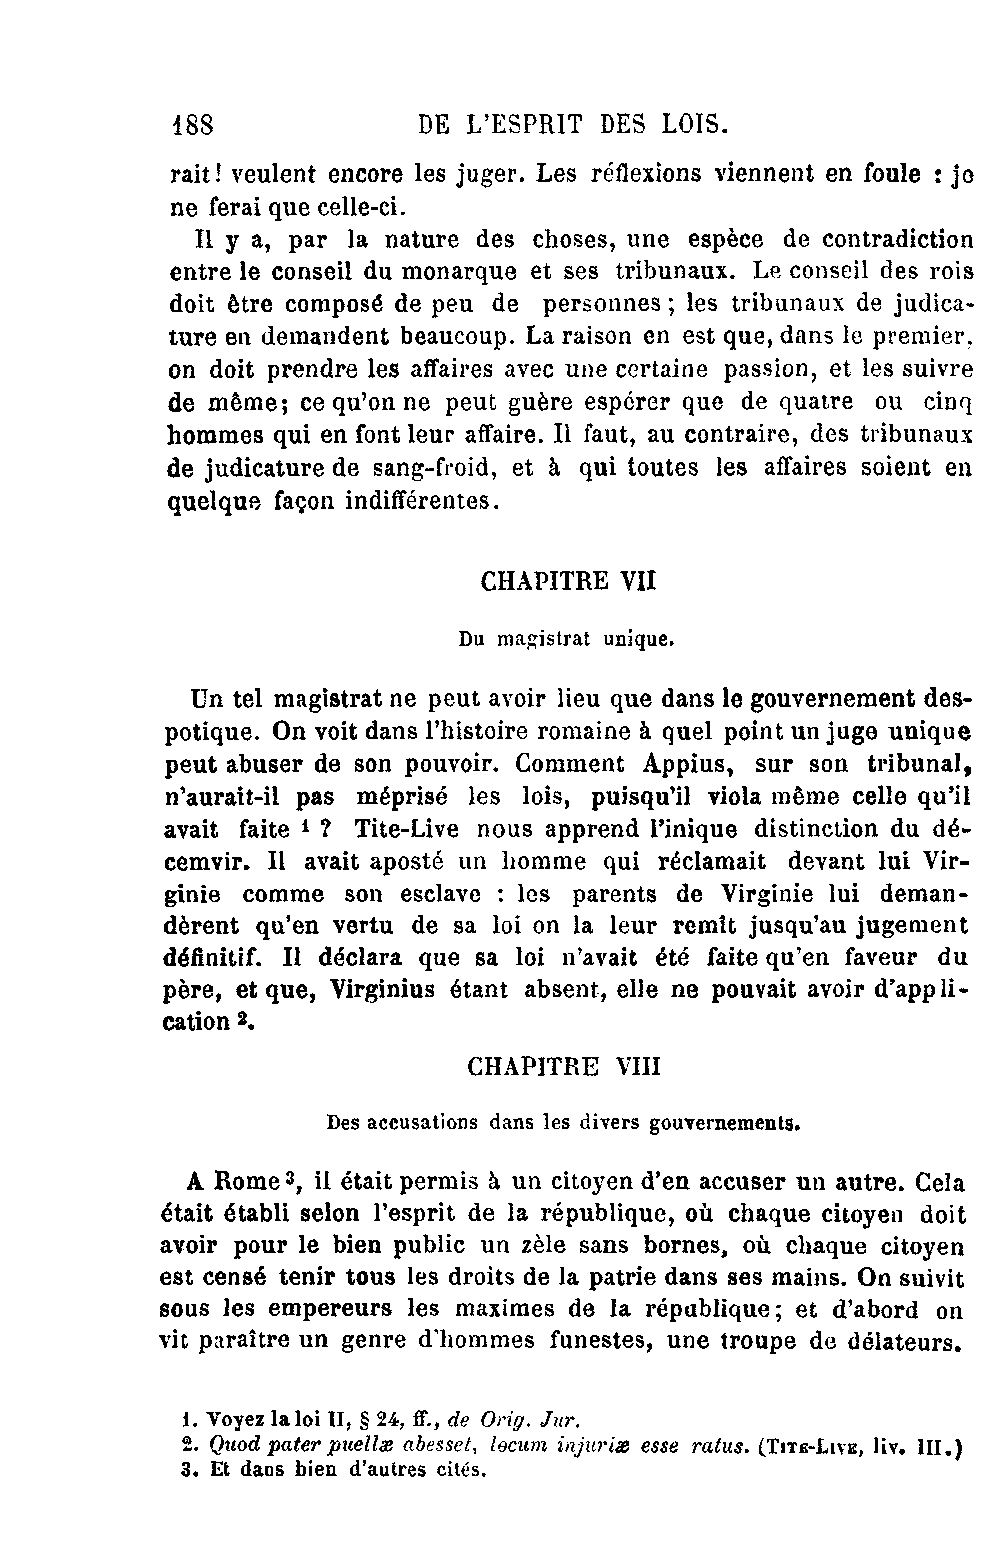 188 DE L'ESPRIT DES LOIS.
rait! veulent encore les juger. Les réflexions viennent en foule : je
ne ferai que celle-ci.
Il y a, par la nature des choses, une espèce de contradiction
entre le conseil du monarque et ses tribunaux. Le conseil des rois
doit être composé de peu de personnes ; les tribunaux de judica-
ture en demandent beaucoup. La raison en est que, dans le premier,
on doit prendre les affaires avec une certaine passion, et les suivre
de même; ce qu'on ne peut guère espérer que de quatre ou cinq
hommes qui en font leur affaire. Il faut, au contraire, des tribunaux
de judicature de sang-froid, et à qui toutes les affaires soient en
quelque façon indifférentes.
CHAPITRE VII
Du magistrat unique.
Un tel magistrat ne peut avoir lieu que dans le gouvernement des-
potique. On voit dans l'histoire romaine à quel point un juge unique
peut abuser de son pouvoir. Comment Appius, sur son tribunal,
n'aurait-il pas méprisé les lois, puisqu'il viola même celle qu'il
avait faite 1 ? Tite-Live nous apprend l'inique distinction du dé-
cemvir. Il avait aposté un homme qui réclamait devant lui Vir-
ginie comme son esclave : les parents de Virginie lui deman-
dèrent qu'en vertu de sa loi on la leur remît jusqu'au jugement
définitif. Il déclara que sa loi n'avait été faite qu'en faveur du
père, et que, Virginius étant absent, elle ne pouvait avoir d'appli-
cation 2.
CHAPITRE VIII
Des accusations dans les divers gouvernements.
A Rome 3, il était permis à un citoyen d'en accuser un autre. Cela
était établi selon l'esprit de la république, où chaque citoyen doit
avoir pour le bien public un zèle sans bornes, où chaque citoyen
est censé tenir tous les droits de la patrie dans ses mains. On suivit
sous les empereurs les maximes de la république; et d'abord on
vit paraître un genre d'hommes funestes, une troupe de délateurs.
1. Voyez la loi II, § 24, ff., de Orig. Jur.
2. Quod pater puellæ abesset, locum injuriæ esse ratus. (TITE-LIVE, liv. III.)
3. Et dans bien d'autres cités.